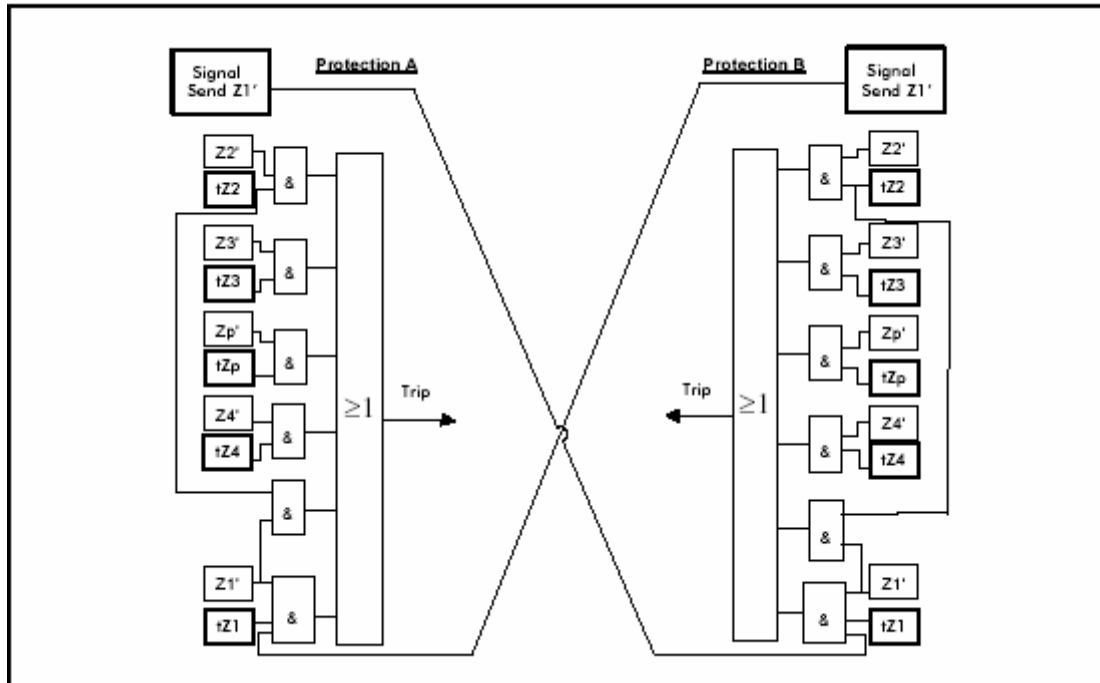 Protection A
Protection B
Signal
Send Z1'
Signal
Send Z1'
Z2'
tZ2
&
Z3'
tZ3
&
Zp'
tZp
&
Z4'
tZ4
&
&
Z1'
tZ1
&
≥1
Trip
Trip
≥1
&
Z2'
tZ2
&
Z3'
tZ3
&
Zp'
tZp
&
Z4'
tZ4
&
&
Z1'
tZ1